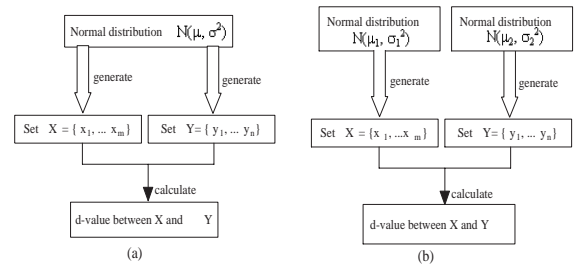 Normal distribution N(μ, σ²)
generate generate
Set X = { x₁, ... xₘ} Set Y= { y₁, ... yₙ}
calculate
d-value between X and Y
(a)
Normal distribution N(μ₁, σ₁²)
Normal distribution N(μ₂, σ₂²)
generate generate
Set X = {x ₁, ...x ₘ} Set Y= { y₁, ... yₙ}
calculate
d-value between X and Y
(b)